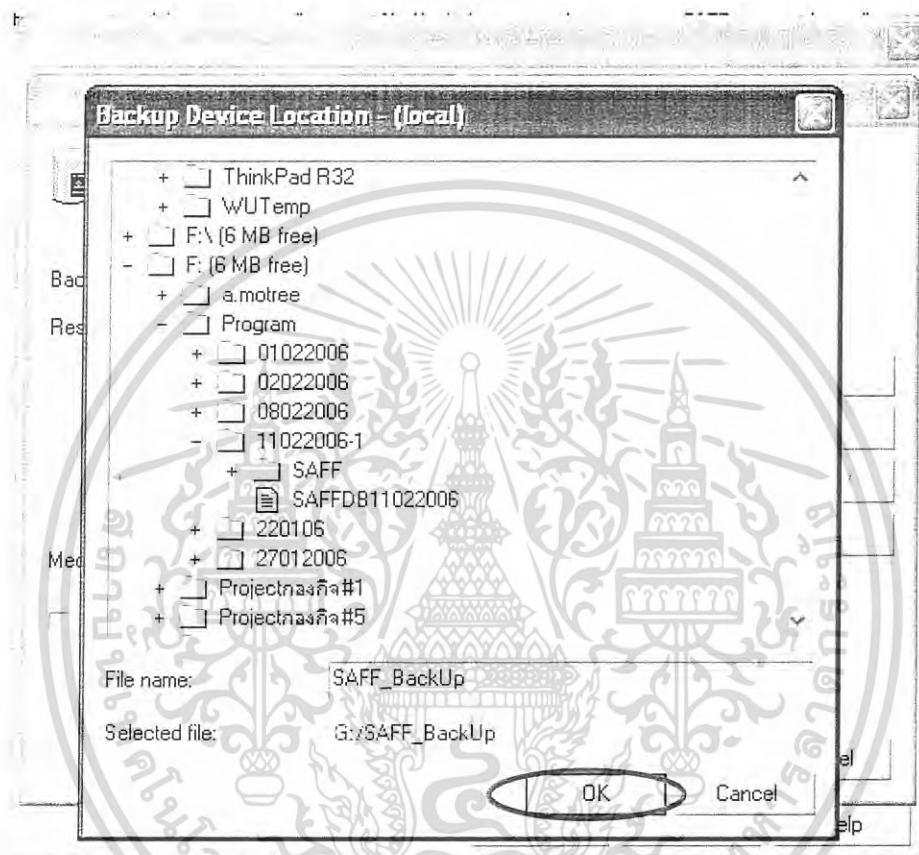 Backup Device Location - (local)
+ ThinkPad R32
+ WUTemp
+ F:\ (6 MB free)
- F: (6 MB free)
+ a.motree
- Program
+ 01022006
+ 02022006
+ 08022006
- 11022006-1
+ SAFF
SAFFDB11022006
+ 220106
+ 27012006
+ Projectกลงกิจ#1
+ Projectกลงกิจ#5
Bac
Res
Med
File name: SAFF_BackUp
Selected file: G:/SAFF_BackUp
OK Cancel
el
elp